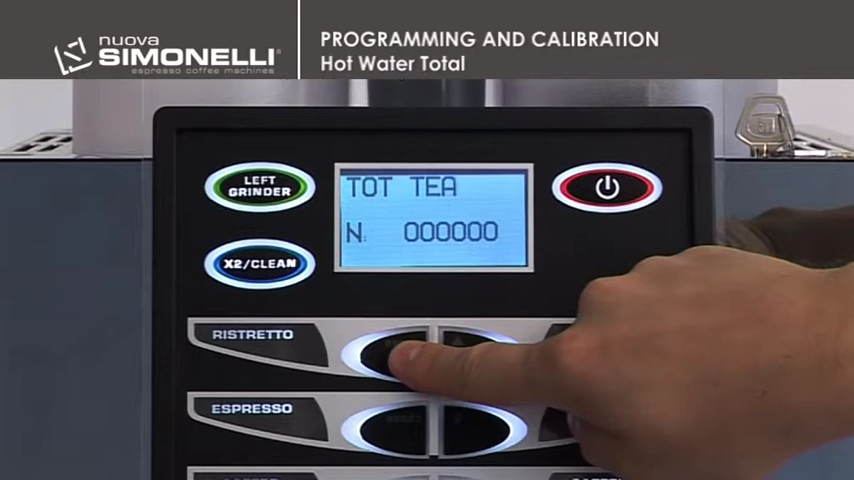 nuova
SIMONELLI
espresso coffee machines
PROGRAMMING AND CALIBRATION
Hot Water Total
LEFT
GRINDER
TOT TEA
N: 000000
X2/CLEAN
RISTRETTO
ESPRESSO